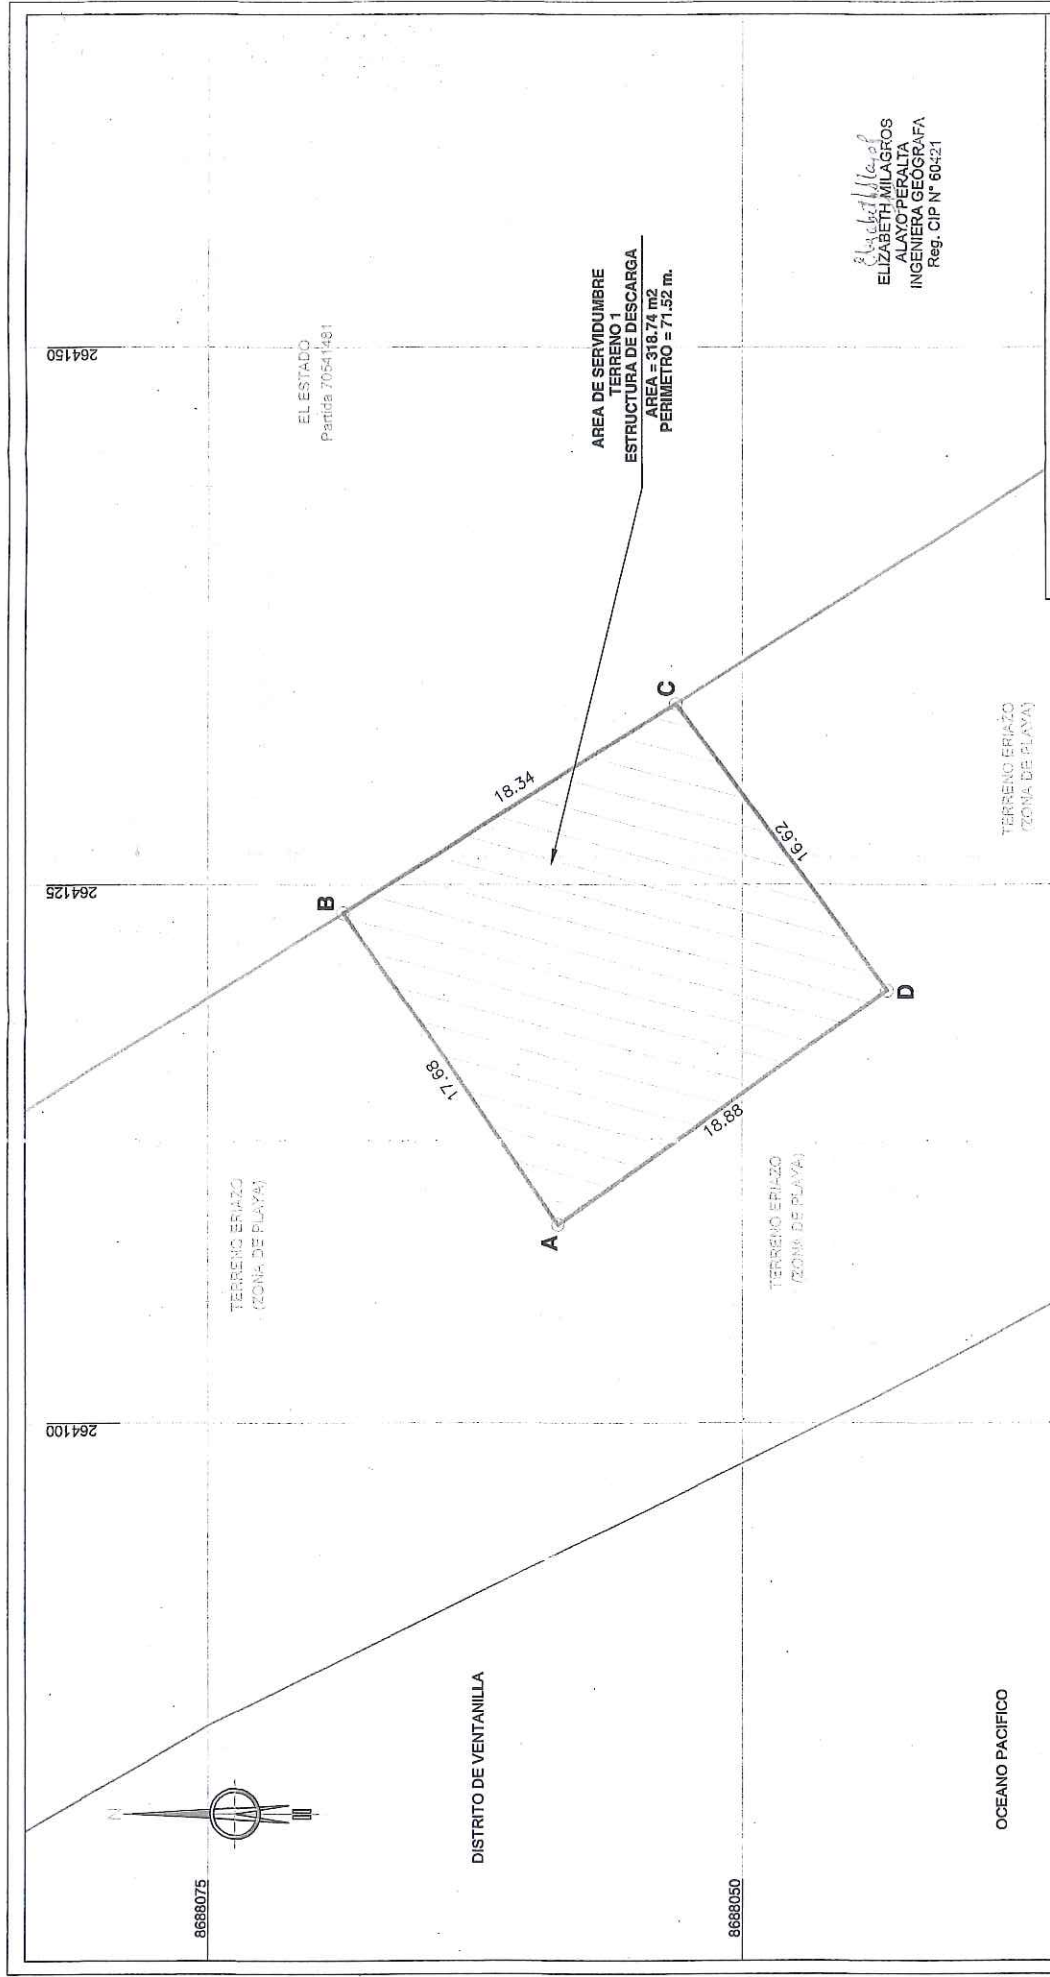 264100
264125
264150
N
8688075
8688050
DISTRITO DE VENTANILLA
OCEANO PACIFICO
TERRENO ERIAZO
(ZONA DE PLAYA)
TERRENO ERIAZO
(ZONA DE PLAYA)
TERRENO ERIAZO
(ZONA DE PLAYA)
A
B
C
D
17.68
18.34
16.62
18.88
EL ESTADO
Partida 70541481
AREA DE SERVIDUMBRE
TERRENO 1
ESTRUCTURA DE DESCARGA
AREA = 318.74 m2
PERIMETRO = 71.52 m.
ELIZABETH MILAGROS
ALAYO PERALTA
INGENIERA GEÓGRAFA
Reg. CIP N° 60421